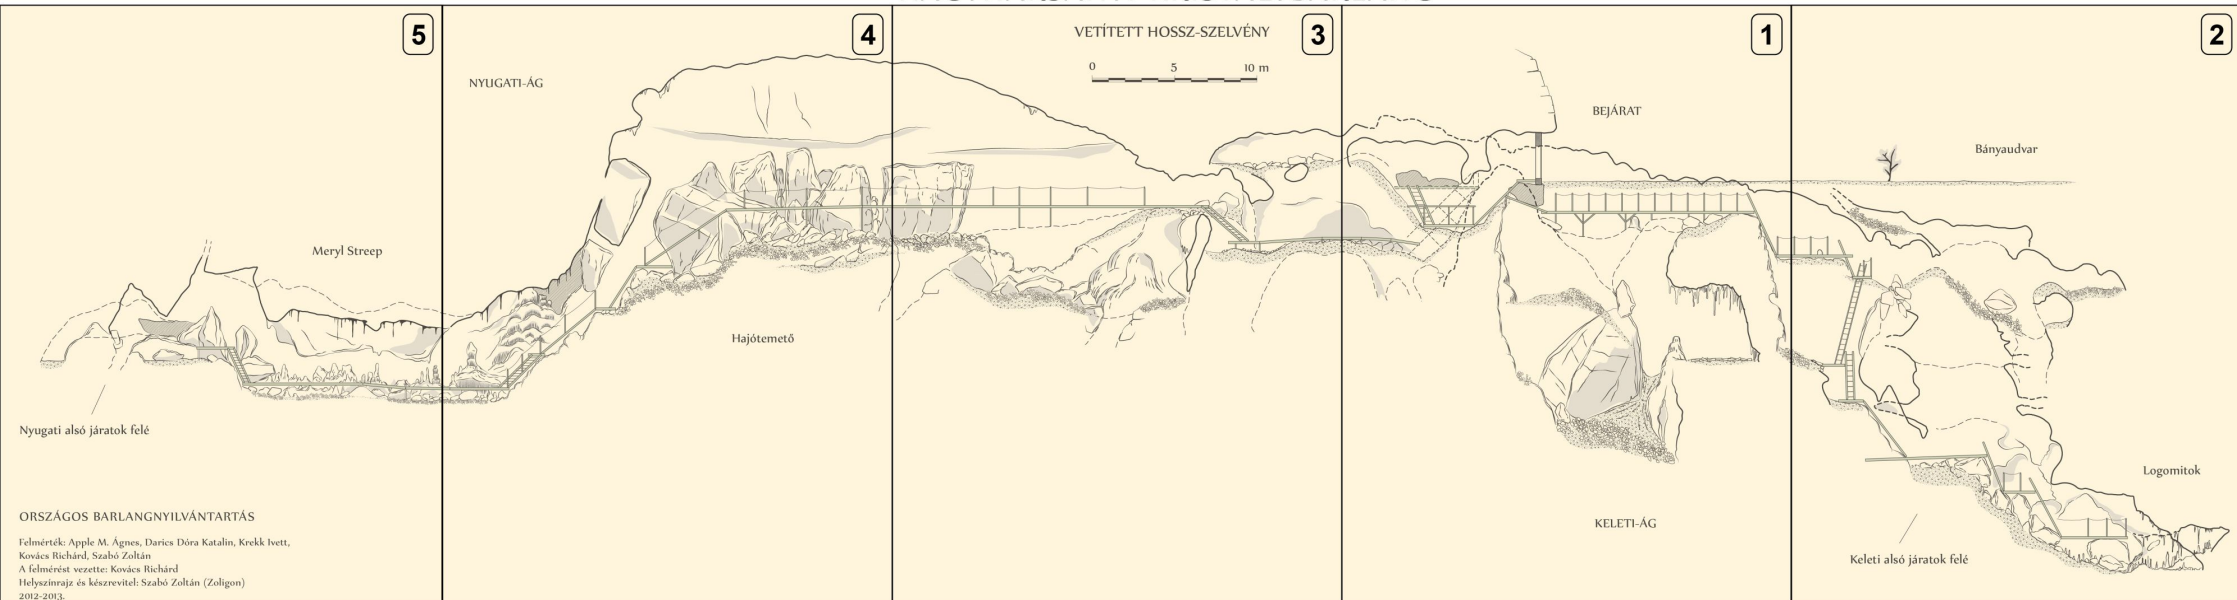 5
4
3
1
2
VETÍTETT HOSSZ-SZELVÉNY
0 5 10 m
NYUGATI-ÁG
BEJÁRAT
Bányaudvar
Meryl Streep
Hajótemető
Nyugati alsó járatok felé
Logomitok
KELETI-ÁG
Keleti alsó járatok felé
ORSZÁGOS BARLANGNYILVÁNTARTÁS
Felmérték: Apple M. Ágnes, Darics Dóra Katalin, Krekk Ivett,
Kovács Richárd, Szabó Zoltán
A felmérést vezette: Kovács Richárd
Helyszínrajz és készrevitel: Szabó Zoltán (Zoligon)
2012-2013.